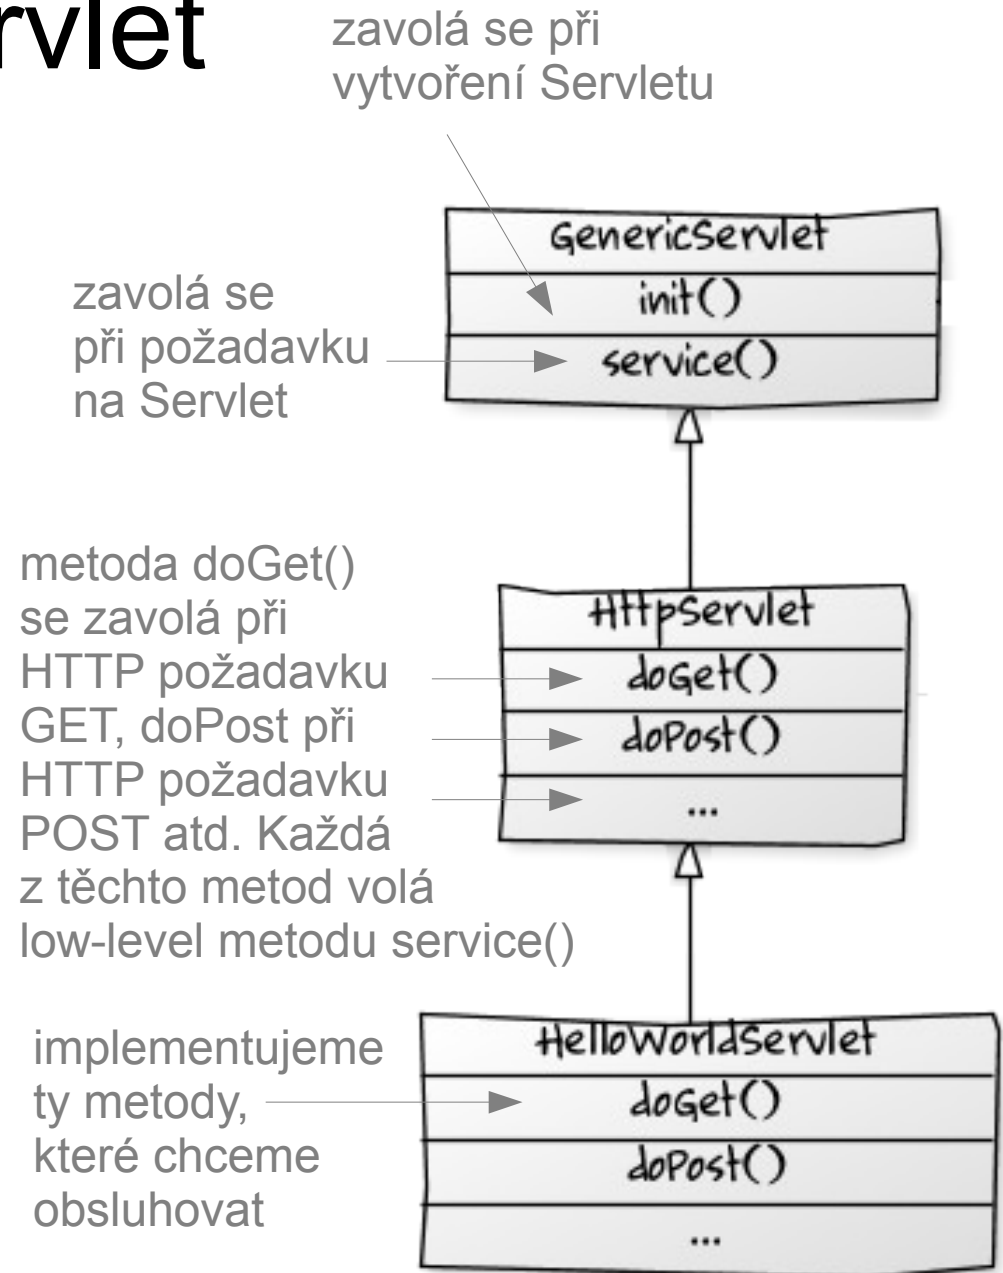 rvlet
zavolá se při
vytvoření Servletu
GenericServlet
init()
service()
zavolá se
při požadavku
na Servlet
metoda doGet()
se zavolá při
HTTP požadavku
GET, doPost při
HTTP požadavku
POST atd. Každá
z těchto metod volá
low-level metodu service()
HttpServlet
doGet()
doPost()
...
implementujeme
ty metody,
které chceme
obsluhovat
HelloWorldServlet
doGet()
doPost()
...